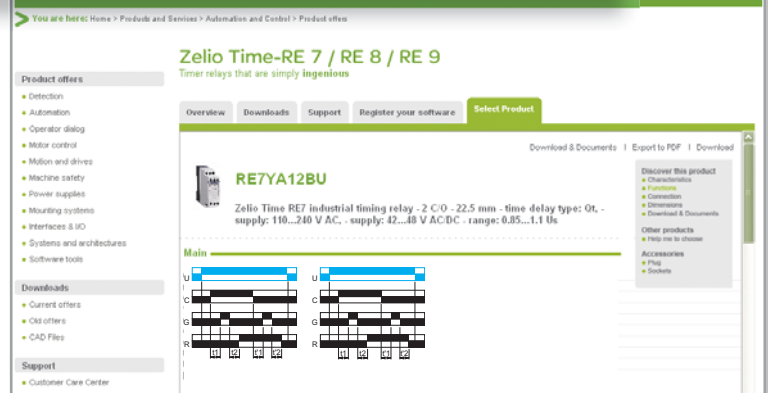 You are here: Home > Products and Services > Automation and Control > Product offers
Zelio Time-RE 7 / RE 8 / RE 9
Timer relays that are simply ingenious
Product offers
Detection
Automation
Operator dialog
Motor control
Motion and drives
Machine safety
Power supplies
Mounting systems
Interfaces & I/O
Systems and architectures
Software tools
Downloads
Current offers
Old offers
CAD Files
Support
Customer Care Center
Overview
Downloads
Support
Register your software
Select Product
Download & Documents | Export to PDF | Download
RE7YA12BU
Zelio Time RE7 industrial timing relay - 2 C/O - 22.5 mm - time delay type: Qt, -
supply: 110...240 V AC, - supply: 42...48 V AC/DC - range: 0.85...1.1 Us
Discover this product
Characteristics
Functions
Connection
Dimensions
Download & Documents
Other products
Help me to choose
Accessories
Plug
Sockets
Main
U
C
G
R
t1 t2 t'1 t'2
U
C
G
R
t1 t2 t'1 t'2